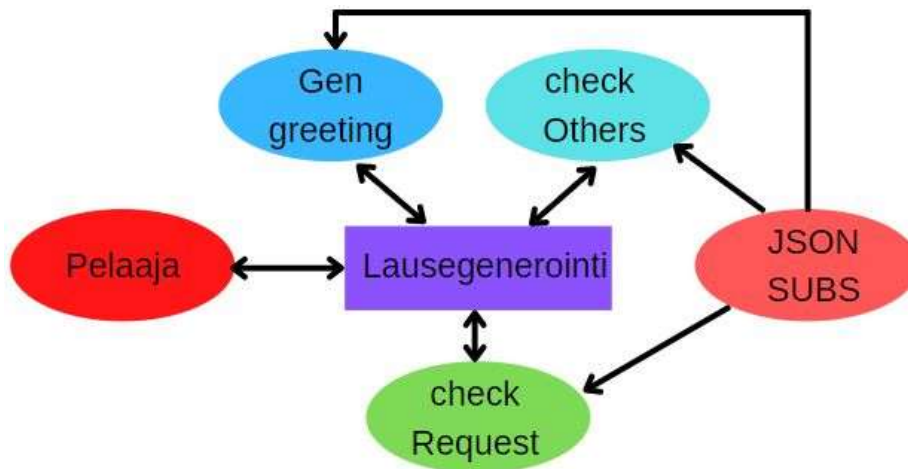 Gen
greeting
check
Others
Pelaaja
Lausegenerointi
JSON
SUBS
check
Request